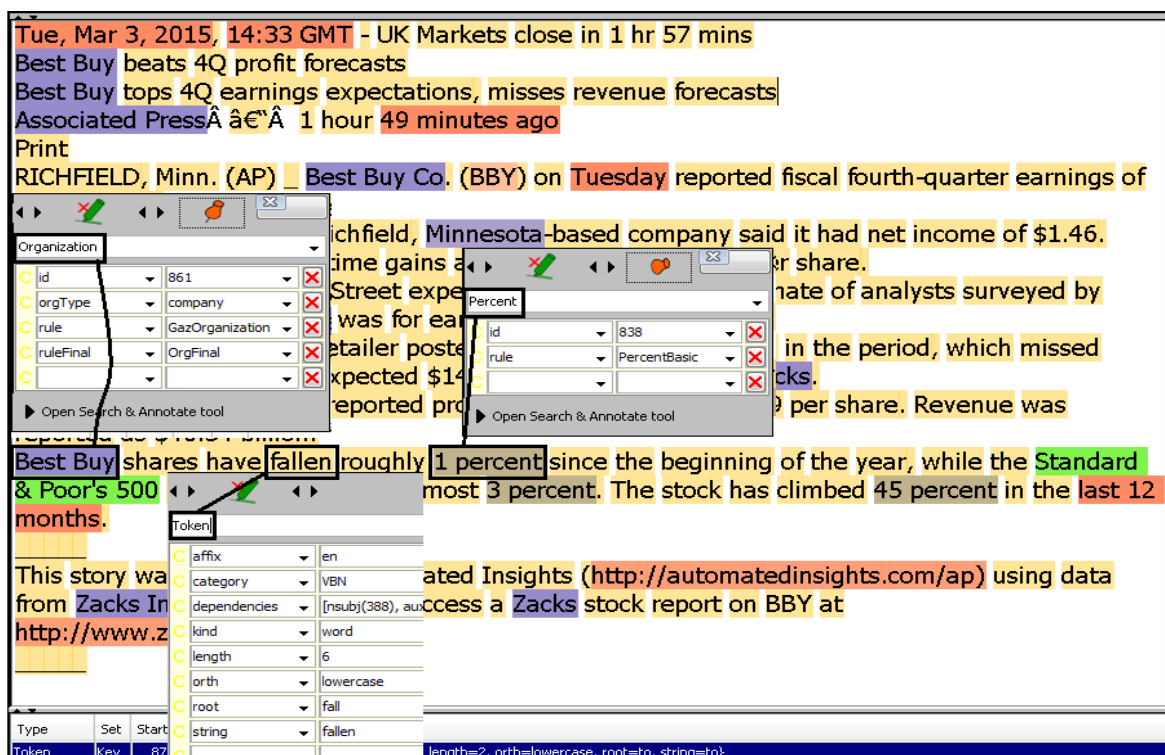 Tue, Mar 3, 2015, 14:33 GMT - UK Markets close in 1 hr 57 mins
Best Buy beats 4Q profit forecasts
Best Buy tops 4Q earnings expectations, misses revenue forecasts
Associated PressÂ â€“Â 1 hour 49 minutes ago
Print
RICHFIELD, Minn. (AP) _ Best Buy Co. (BBY) on Tuesday reported fiscal fourth-quarter earnings of
ichfield, Minnesota-based company said it had net income of $1.46.
time gains a r share.
Street expe nate of analysts surveyed by
was for ear
etailer poste in the period, which missed
xpected $14 cks.
reported pro 9 per share. Revenue was
Best Buy shares have fallen roughly 1 percent since the beginning of the year, while the Standard
& Poor's 500 most 3 percent. The stock has climbed 45 percent in the last 12
months.
This story wa ated Insights (http://automatedinsights.com/ap) using data
from Zacks In ccess a Zacks stock report on BBY at
http://www.z
Organization
C id 861
C orgType company
C rule GazOrganization
C ruleFinal OrgFinal
C
Open Search & Annotate tool
Percent
id 838
rule PercentBasic
Open Search & Annotate tool
Token
C affix en
C category VBN
C dependencies [nsubj(388), aux
C kind word
C length 6
C orth lowercase
C root fall
C string fallen
Type Set Start
Token Key 87 length=2, orth=lowercase, root=to, string=to}